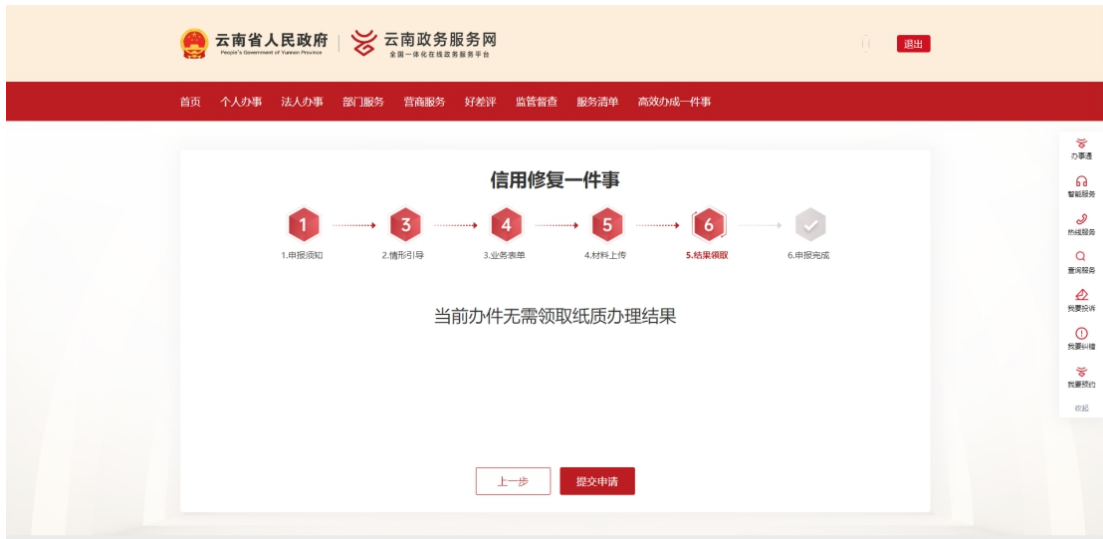 云南省人民政府
People's Government of Yunnan Province
云南政务服务网
全国一体化在线政务服务平台
退出
首页 个人办事 法人办事 部门服务 营商服务 好差评 监管督查 服务清单 高效办成一件事
信用修复一件事
1 3 4 5 6
1.申报须知 2.情形引导 3.业务表单 4.材料上传 5.结果领取 6.申报完成
当前办件无需领取纸质办理结果
上一步 提交申请
办事通
智能服务
热线服务
查询服务
我要投诉
我要纠错
我要预约
收起